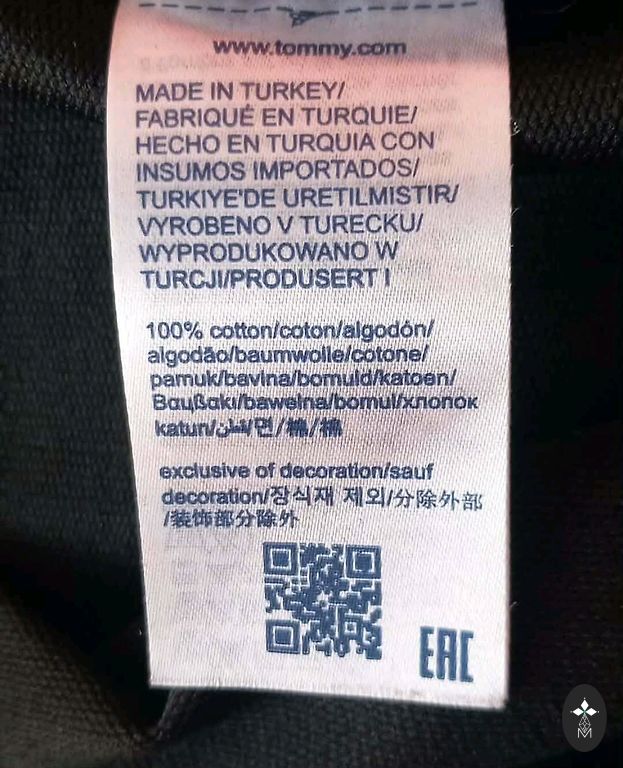 www.tommy.com
MADE IN TURKEY/
FABRIQUÉ EN TURQUIE/
HECHO EN TURQUIA CON
INSUMOS IMPORTADOS/
TURKIYE'DE URETILMISTIR/
VYROBENO V TURECKU/
WYPRODUKOWANO W
TURCJI/PRODUSERT I
100% cotton/coton/algodón/
algodão/baumwolle/cotone/
pamuk/bavlna/bomuld/katoen/
Βαμβακι/bawełna/bomul/хлопок
katun/قطن/면/棉/棉
exclusive of decoration/sauf
decoration/장식재 제외/分除外部
/装饰部分除外
EAC
M